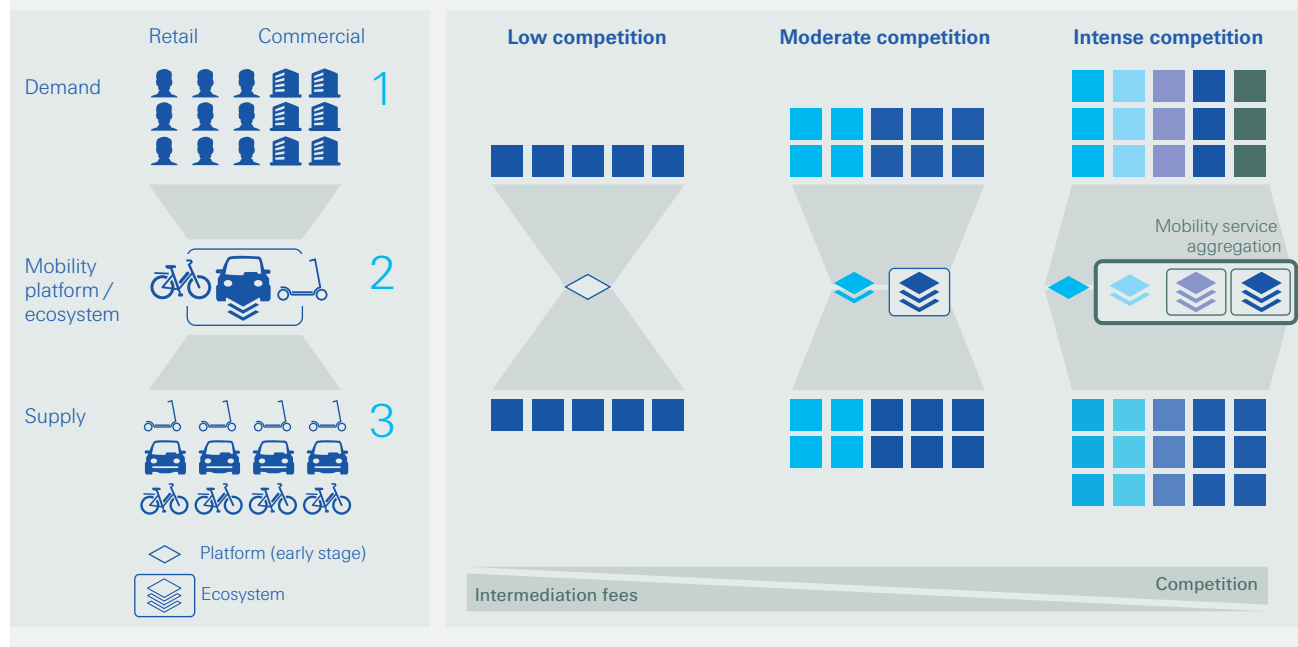 Retail
Commercial
Demand
1
Mobility
platform /
ecosystem
2
Supply
3
Platform (early stage)
Ecosystem
Low competition
Moderate competition
Intense competition
Mobility service
aggregation
Intermediation fees
Competition